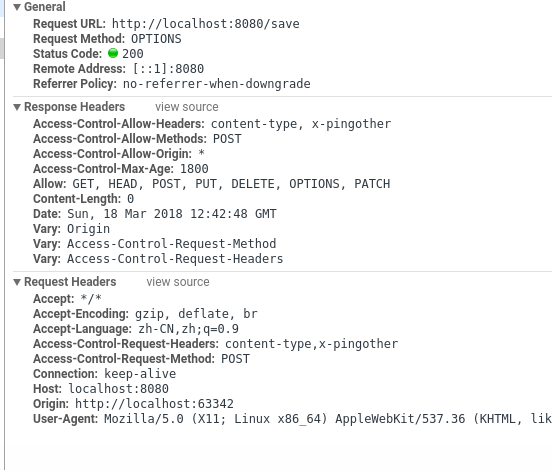 General
Request URL: http://localhost:8080/save
Request Method: OPTIONS
Status Code: 200
Remote Address: [::1]:8080
Referrer Policy: no-referrer-when-downgrade
Response Headers view source
Access-Control-Allow-Headers: content-type, x-pingother
Access-Control-Allow-Methods: POST
Access-Control-Allow-Origin: *
Access-Control-Max-Age: 1800
Allow: GET, HEAD, POST, PUT, DELETE, OPTIONS, PATCH
Content-Length: 0
Date: Sun, 18 Mar 2018 12:42:48 GMT
Vary: Origin
Vary: Access-Control-Request-Method
Vary: Access-Control-Request-Headers
Request Headers view source
Accept: */*
Accept-Encoding: gzip, deflate, br
Accept-Language: zh-CN,zh;q=0.9
Access-Control-Request-Headers: content-type,x-pingother
Access-Control-Request-Method: POST
Connection: keep-alive
Host: localhost:8080
Origin: http://localhost:63342
User-Agent: Mozilla/5.0 (X11; Linux x86_64) AppleWebKit/537.36 (KHTML, lik